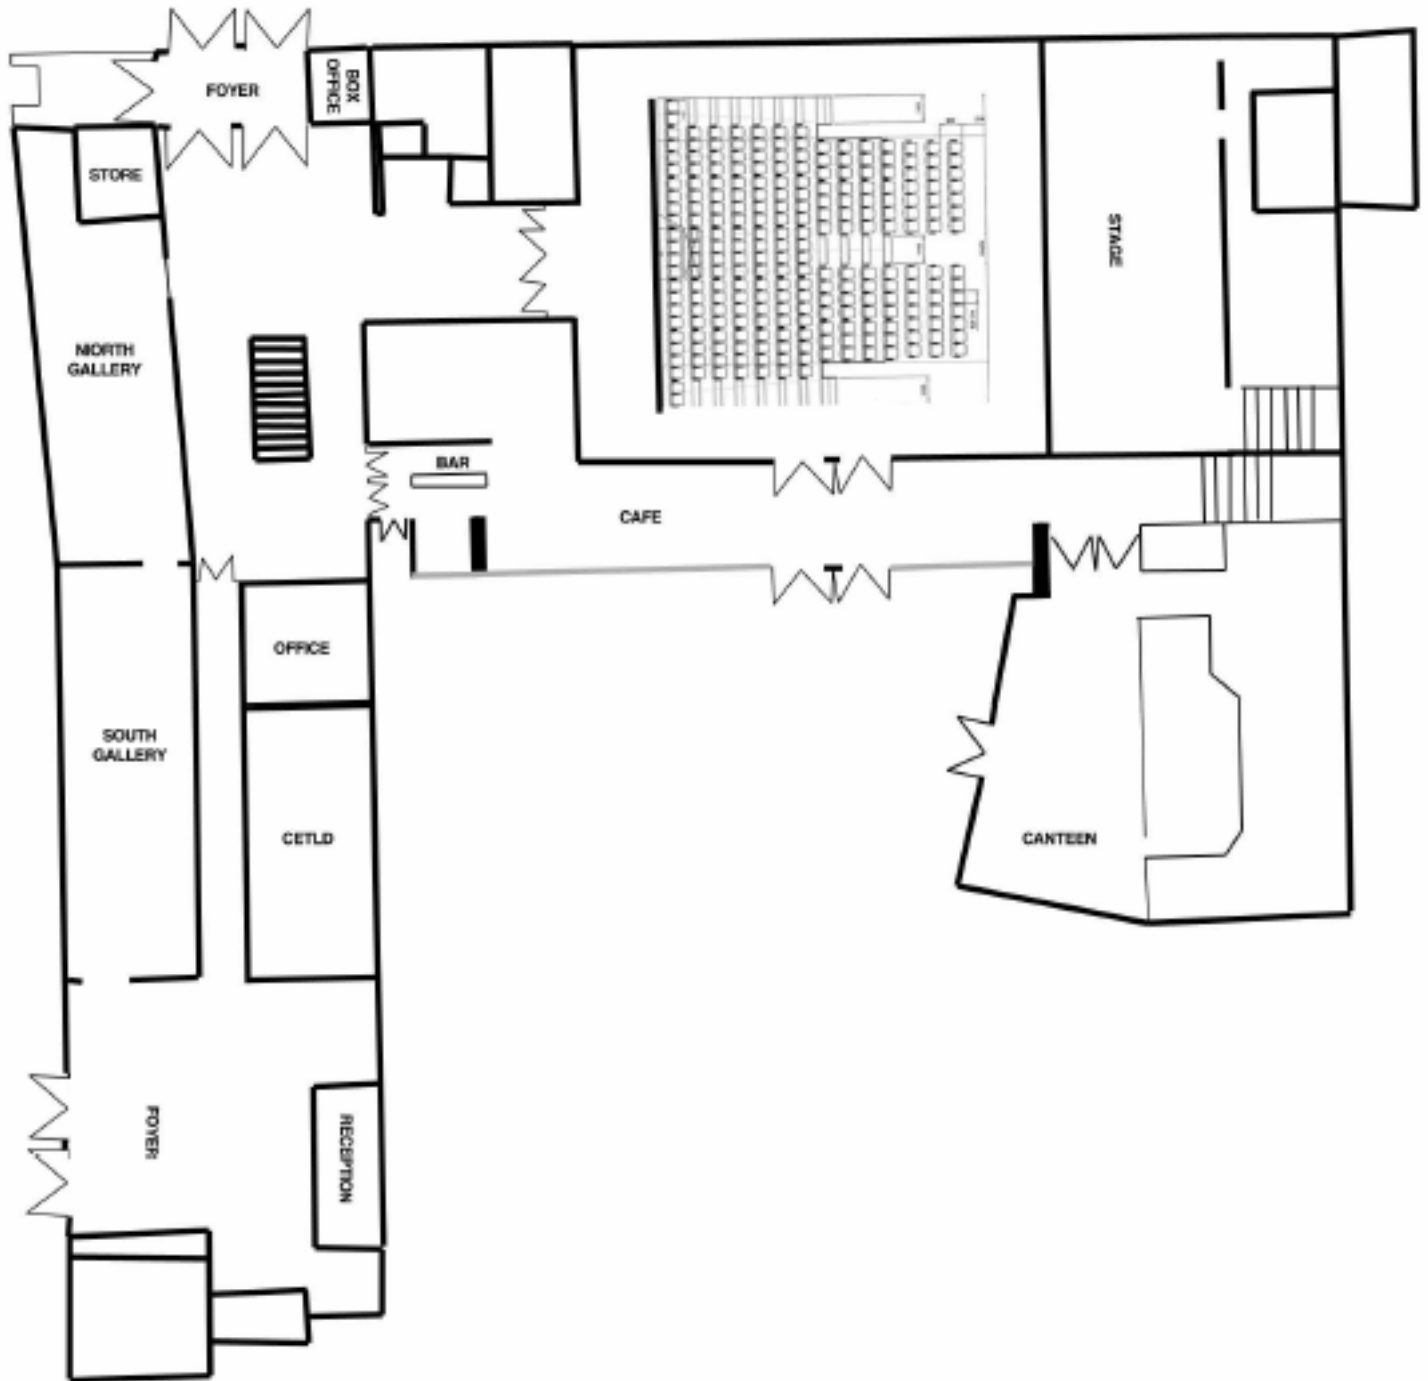 FOYER
BOX
OFFICE
STORE
STAGE
NORTH
GALLERY
BAR
CAFE
OFFICE
SOUTH
GALLERY
CETLD
CANTEEN
FOYER
RECEPTION